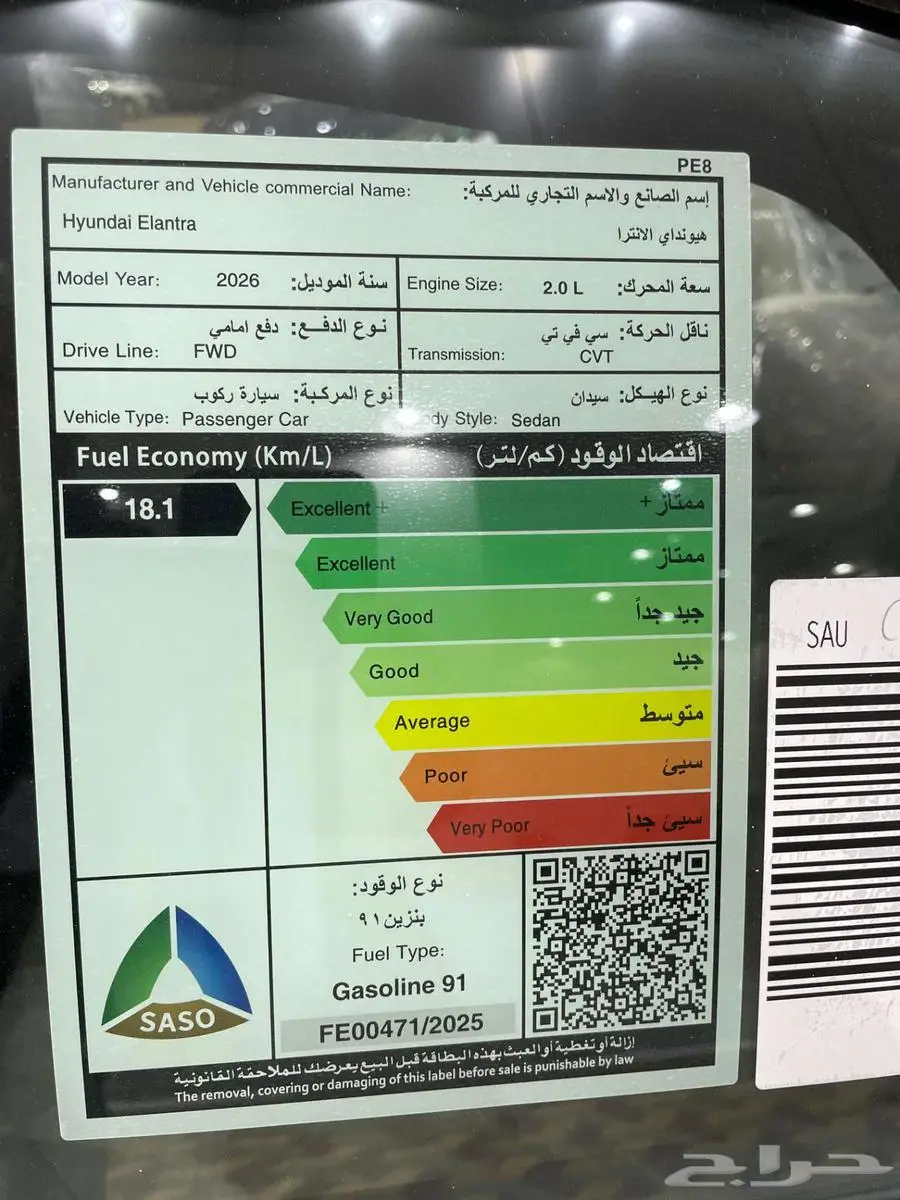 PE8
Manufacturer and Vehicle commercial Name: إسم الصانع والاسم التجاري للمركبة:
Hyundai Elantra هيونداي الانترا
Model Year: 2026 سنة الموديل:
Engine Size: 2.0 L سعة المحرك:
نـوع الدفــع: دفع امامي
Drive Line: FWD
ناقل الحركة: سي في تي
Transmission: CVT
نوع المركبة: سيارة ركوب
Vehicle Type: Passenger Car
نوع الهيكل: سيدان
dy Style: Sedan
Fuel Economy (Km/L) اقتصاد الوقود (كم/لتر)
18.1
Excellent + ممتاز +
Excellent ممتاز
Very Good جيد جداً
Good جيد
Average متوسط
Poor سيئ
Very Poor سيئ جداً
SASO
نوع الوقود:
بنزين ٩١
Fuel Type:
Gasoline 91
FE00471/2025
إزالة أو تغطية أو العبث بهذه البطاقة قبل البيع يعرضك للملاحقة القانونية
The removal, covering or damaging of this label before sale is punishable by law
SAU
حراج